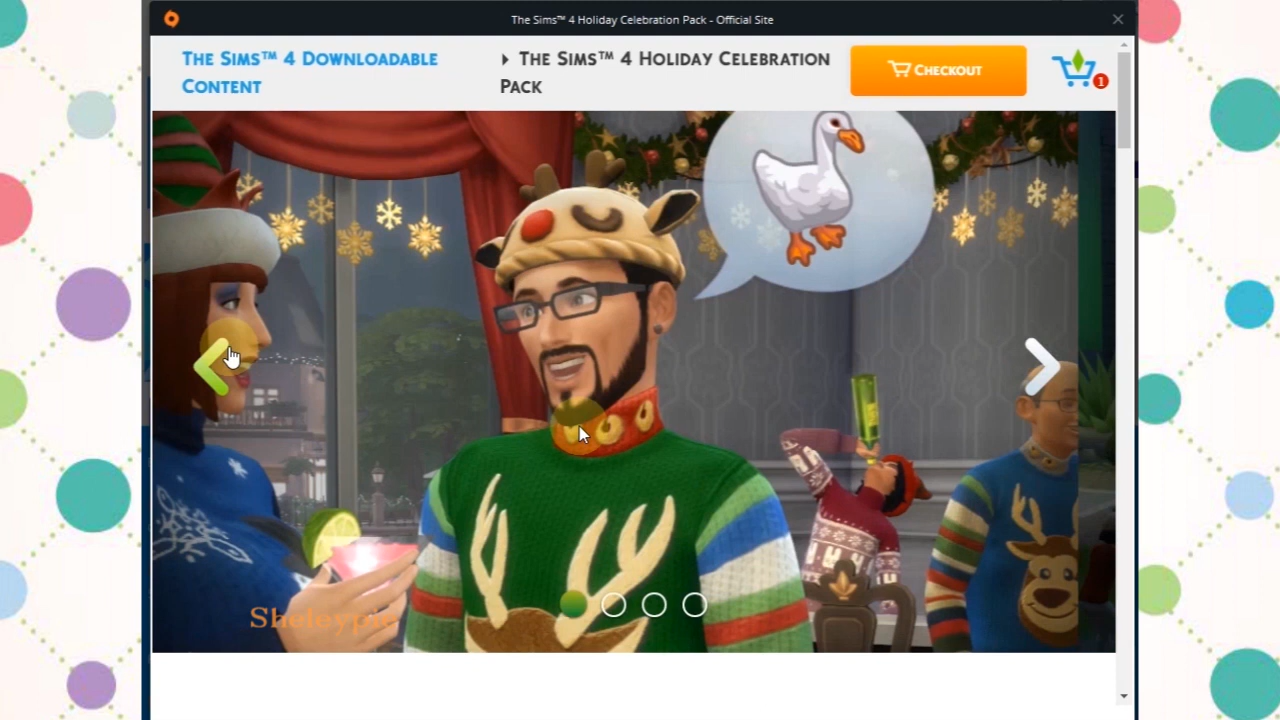 The Sims™ 4 Holiday Celebration Pack - Official Site
The Sims™ 4 Downloadable
Content
The Sims™ 4 Holiday Celebration
Pack
Checkout
1
Sheleypie